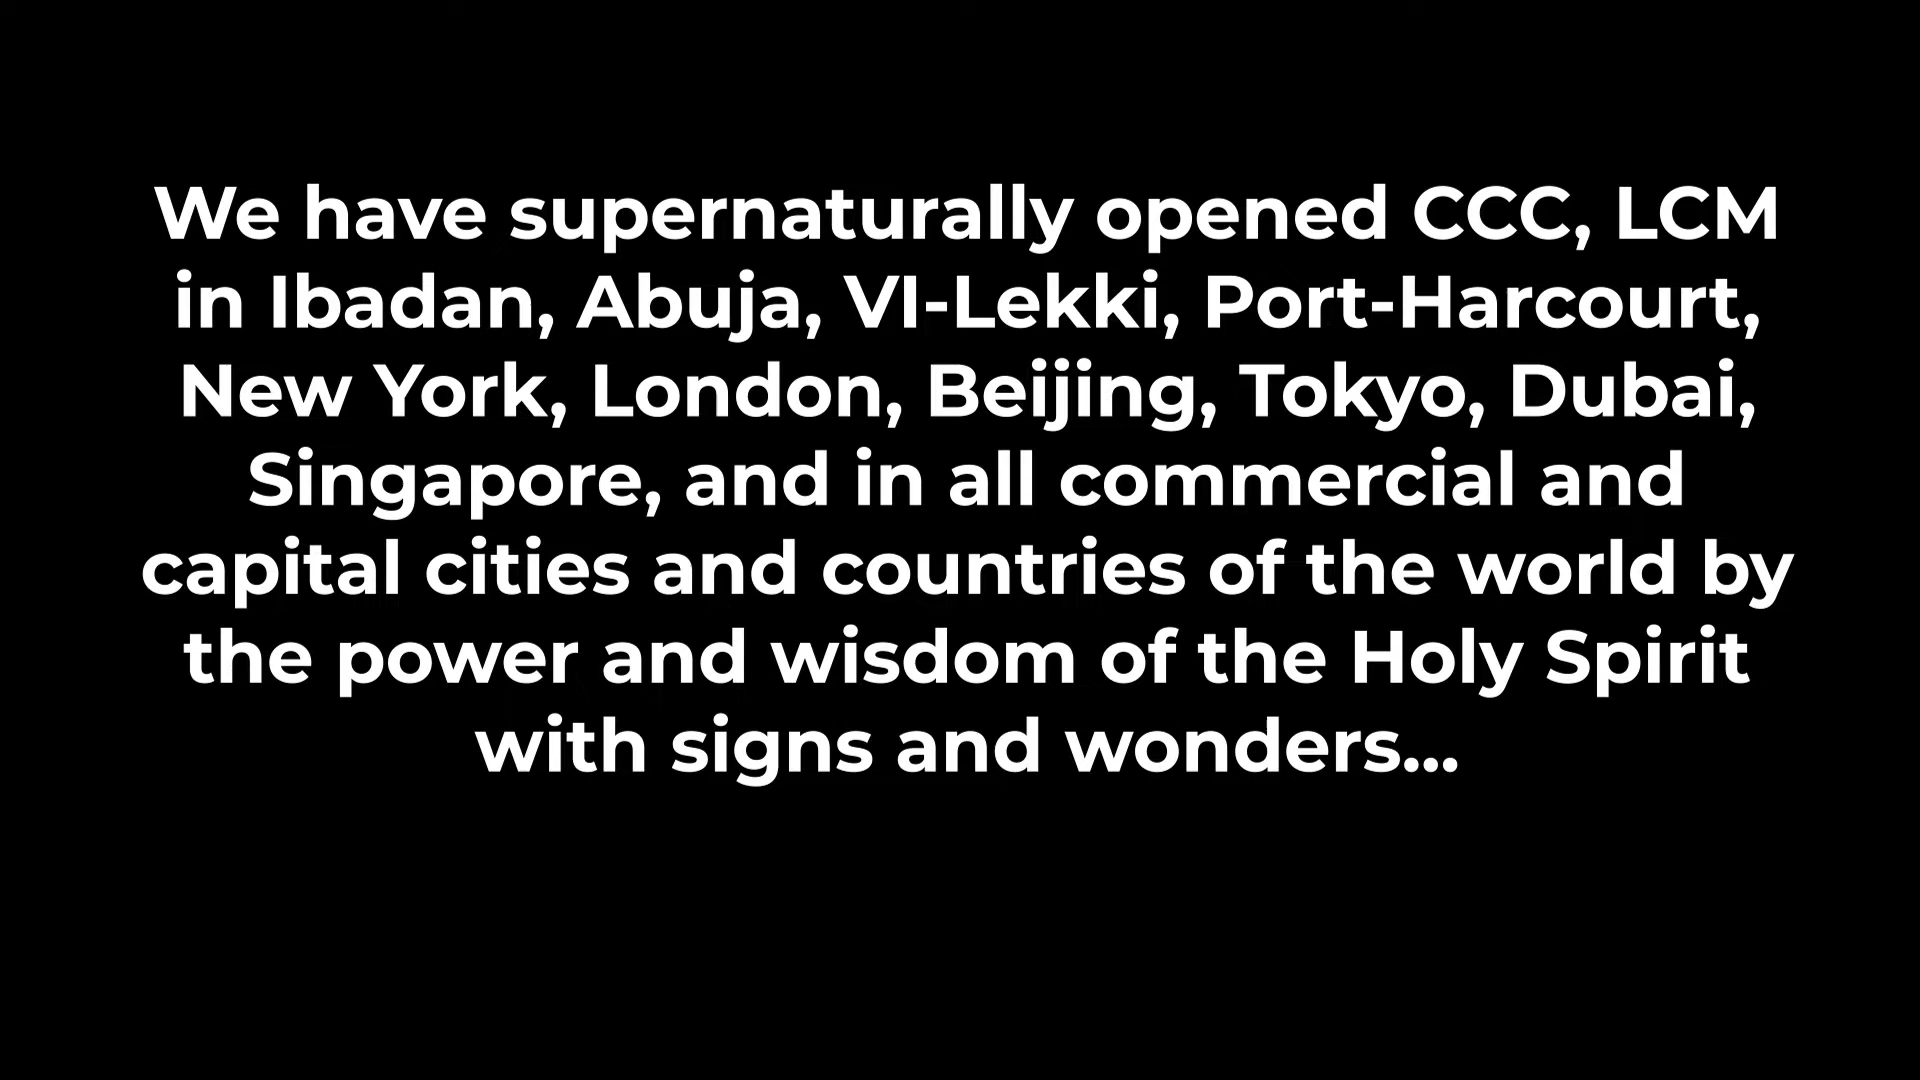 We have supernaturally opened CCC, LCM
in Ibadan, Abuja, VI-Lekki, Port-Harcourt,
New York, London, Beijing, Tokyo, Dubai,
Singapore, and in all commercial and
capital cities and countries of the world by
the power and wisdom of the Holy Spirit
with signs and wonders...